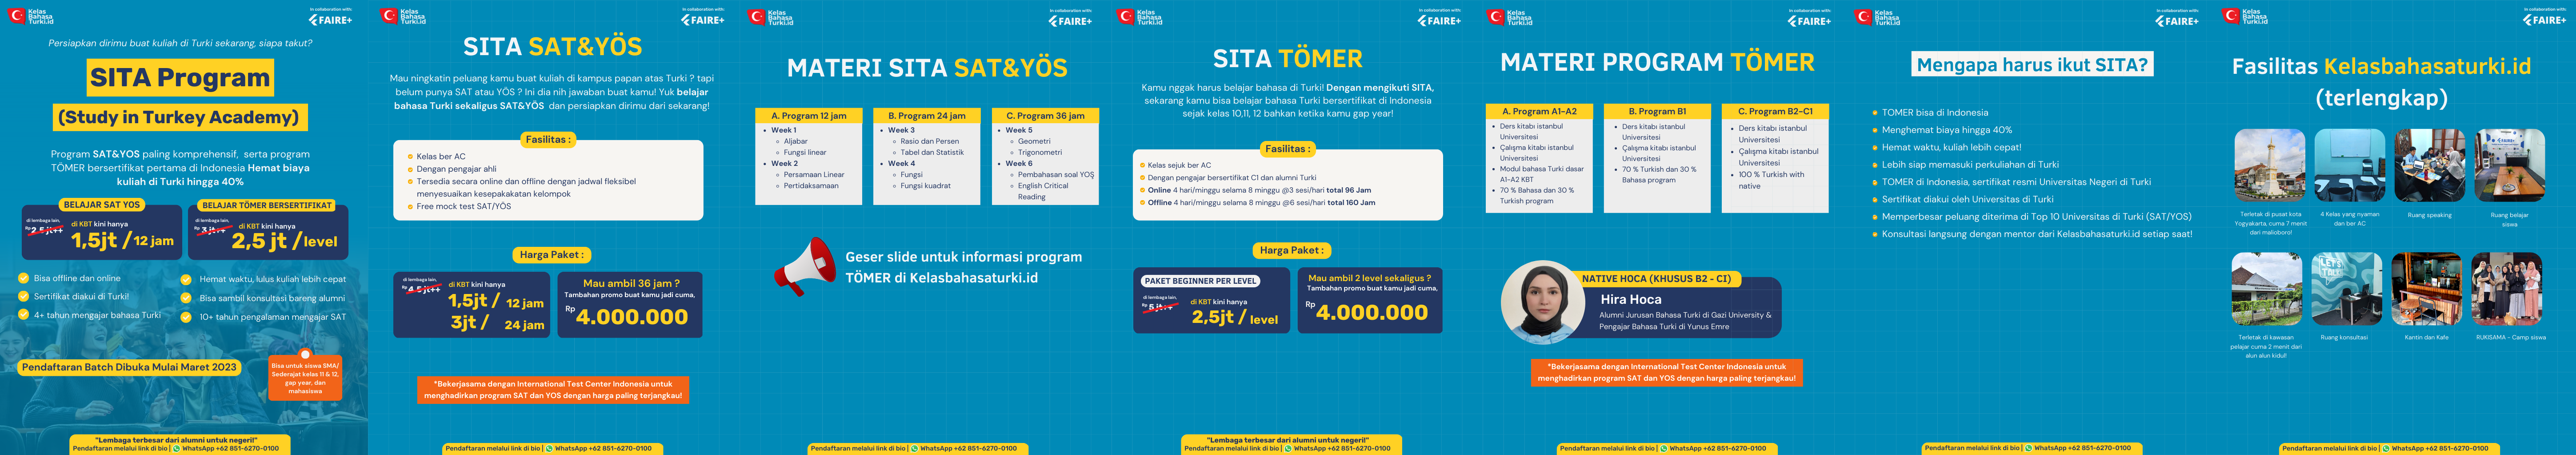 Kelas
Bahasa
Turki.id
In collaboration with:
FAIRE+
Persiapkan dirimu buat kuliah di Turki sekarang, siapa takut?
SITA Program
(Study in Turkey Academy)
Program SAT&YOS paling komprehensif, serta program
TÖMER bersertifikat pertama di Indonesia Hemat biaya
kuliah di Turki hingga 40%
BELAJAR SAT YOS
di lembaga lain,
Rp 2,5 jt++
di KBT kini hanya
1,5jt /12 jam
BELAJAR TÖMER BERSERTIFIKAT
di lembaga lain,
Rp 3 jt++
di KBT kini hanya
2,5 jt /level
Bisa offline dan online
Sertifikat diakui di Turki!
4+ tahun mengajar bahasa Turki
Hemat waktu, lulus kuliah lebih cepat
Bisa sambil konsultasi bareng alumni
10+ tahun pengalaman mengajar SAT
Pendaftaran Batch Dibuka Mulai Maret 2023
Bisa untuk siswa SMA/
Sederajat kelas 11 & 12,
gap year, dan
mahasiswa
"Lembaga terbesar dari alumni untuk negeri!"
Pendaftaran melalui link di bio | WhatsApp +62 851-6270-0100
Kelas
Bahasa
Turki.id
In collaboration with:
FAIRE+
SITA SAT&YÖS
Mau ningkatin peluang kamu buat kuliah di kampus papan atas Turki ? tapi
belum punya SAT atau YÖS ? Ini dia nih jawaban buat kamu! Yuk belajar
bahasa Turki sekaligus SAT&YÖS dan persiapkan dirimu dari sekarang!
Fasilitas :
Kelas ber AC
Dengan pengajar ahli
Tersedia secara online dan offline dengan jadwal fleksibel
menyesuaikan kesepakakatan kelompok
Free mock test SAT/YÖS
Harga Paket :
di lembaga lain,
Rp 4,5 jt++
di KBT kini hanya
1,5jt / 12 jam
3jt / 24 jam
Mau ambil 36 jam ?
Tambahan promo buat kamu jadi cuma,
Rp 4.000.000
*Bekerjasama dengan International Test Center Indonesia untuk
menghadirkan program SAT dan YOS dengan harga paling terjangkau!
Pendaftaran melalui link di bio | WhatsApp +62 851-6270-0100
Kelas
Bahasa
Turki.id
In collaboration with:
FAIRE+
MATERI SITA SAT&YÖS
A. Program 12 jam
Week 1
Aljabar
Fungsi linear
Week 2
Persamaan Linear
Pertidaksamaan
B. Program 24 jam
Week 3
Rasio dan Persen
Tabel dan Statistik
Week 4
Fungsi
Fungsi kuadrat
C. Program 36 jam
Week 5
Geometri
Trigonometri
Week 6
Pembahasan soal YOŞ
English Critical
Reading
Geser slide untuk informasi program
TÖMER di Kelasbahasaturki.id
Pendaftaran melalui link di bio | WhatsApp +62 851-6270-0100
Kelas
Bahasa
Turki.id
In collaboration with:
FAIRE+
SITA TÖMER
Kamu nggak harus belajar bahasa di Turki! Dengan mengikuti SITA,
sekarang kamu bisa belajar bahasa Turki bersertifikat di Indonesia
sejak kelas 10,11, 12 bahkan ketika kamu gap year!
Fasilitas :
Kelas sejuk ber AC
Dengan pengajar bersertifikat C1 dan alumni Turki
Online 4 hari/minggu selama 8 minggu @3 sesi/hari total 96 Jam
Offline 4 hari/minggu selama 8 minggu @6 sesi/hari total 160 Jam
Harga Paket :
PAKET BEGINNER PER LEVEL
di lembaga lain,
Rp 5 jt++
di KBT kini hanya
2,5jt / level
Mau ambil 2 level sekaligus ?
Tambahan promo buat kamu jadi cuma,
Rp 4.000.000
"Lembaga terbesar dari alumni untuk negeri!"
Pendaftaran melalui link di bio | WhatsApp +62 851-6270-0100
Kelas
Bahasa
Turki.id
In collaboration with:
FAIRE+
MATERI PROGRAM TÖMER
A. Program A1-A2
Ders kitabı istanbul
Universitesi
Çalışma kitabı istanbul
Universitesi
Modul bahasa Turki dasar
A1-A2 KBT
70 % Bahasa dan 30 %
Turkish program
B. Program B1
Ders kitabı istanbul
Universitesi
Çalışma kitabı istanbul
Universitesi
70 % Turkish dan 30 %
Bahasa program
C. Program B2-C1
Ders kitabı istanbul
Universitesi
Çalışma kitabı istanbul
Universitesi
100 % Turkish with
native
NATIVE HOCA (KHUSUS B2 - CI)
Hira Hoca
Alumni Jurusan Bahasa Turki di Gazi University &
Pengajar Bahasa Turki di Yunus Emre
*Bekerjasama dengan International Test Center Indonesia untuk
menghadirkan program SAT dan YOS dengan harga paling terjangkau!
Pendaftaran melalui link di bio | WhatsApp +62 851-6270-0100
Kelas
Bahasa
Turki.id
In collaboration with:
FAIRE+
Mengapa harus ikut SITA?
TOMER bisa di Indonesia
Menghemat biaya hingga 40%
Hemat waktu, kuliah lebih cepat!
Lebih siap memasuki perkuliahan di Turki
TOMER di Indonesia, sertifikat resmi Universitas Negeri di Turki
Sertifikat diakui oleh Universitas di Turki
Memperbesar peluang diterima di Top 10 Universitas di Turki (SAT/YOS)
Konsultasi langsung dengan mentor dari Kelasbahasaturki.id setiap saat!
Pendaftaran melalui link di bio | WhatsApp +62 851-6270-0100
Kelas
Bahasa
Turki.id
In collaboration with:
FAIRE+
Fasilitas Kelasbahasaturki.id
(terlengkap)
Terletak di pusat kota
Yogyakarta, cuma 7 menit
dari malioboro!
4 Kelas yang nyaman
dan ber AC
Ruang speaking
Ruang belajar
siswa
LET'S
TALK!
Terletak di kawasan
pelajar cuma 2 menit dari
alun alun kidul!
Ruang konsultasi
Kantin dan Kafe
RUKISAMA - Camp siswa
Pendaftaran melalui link di bio | WhatsApp +62 851-6270-0100